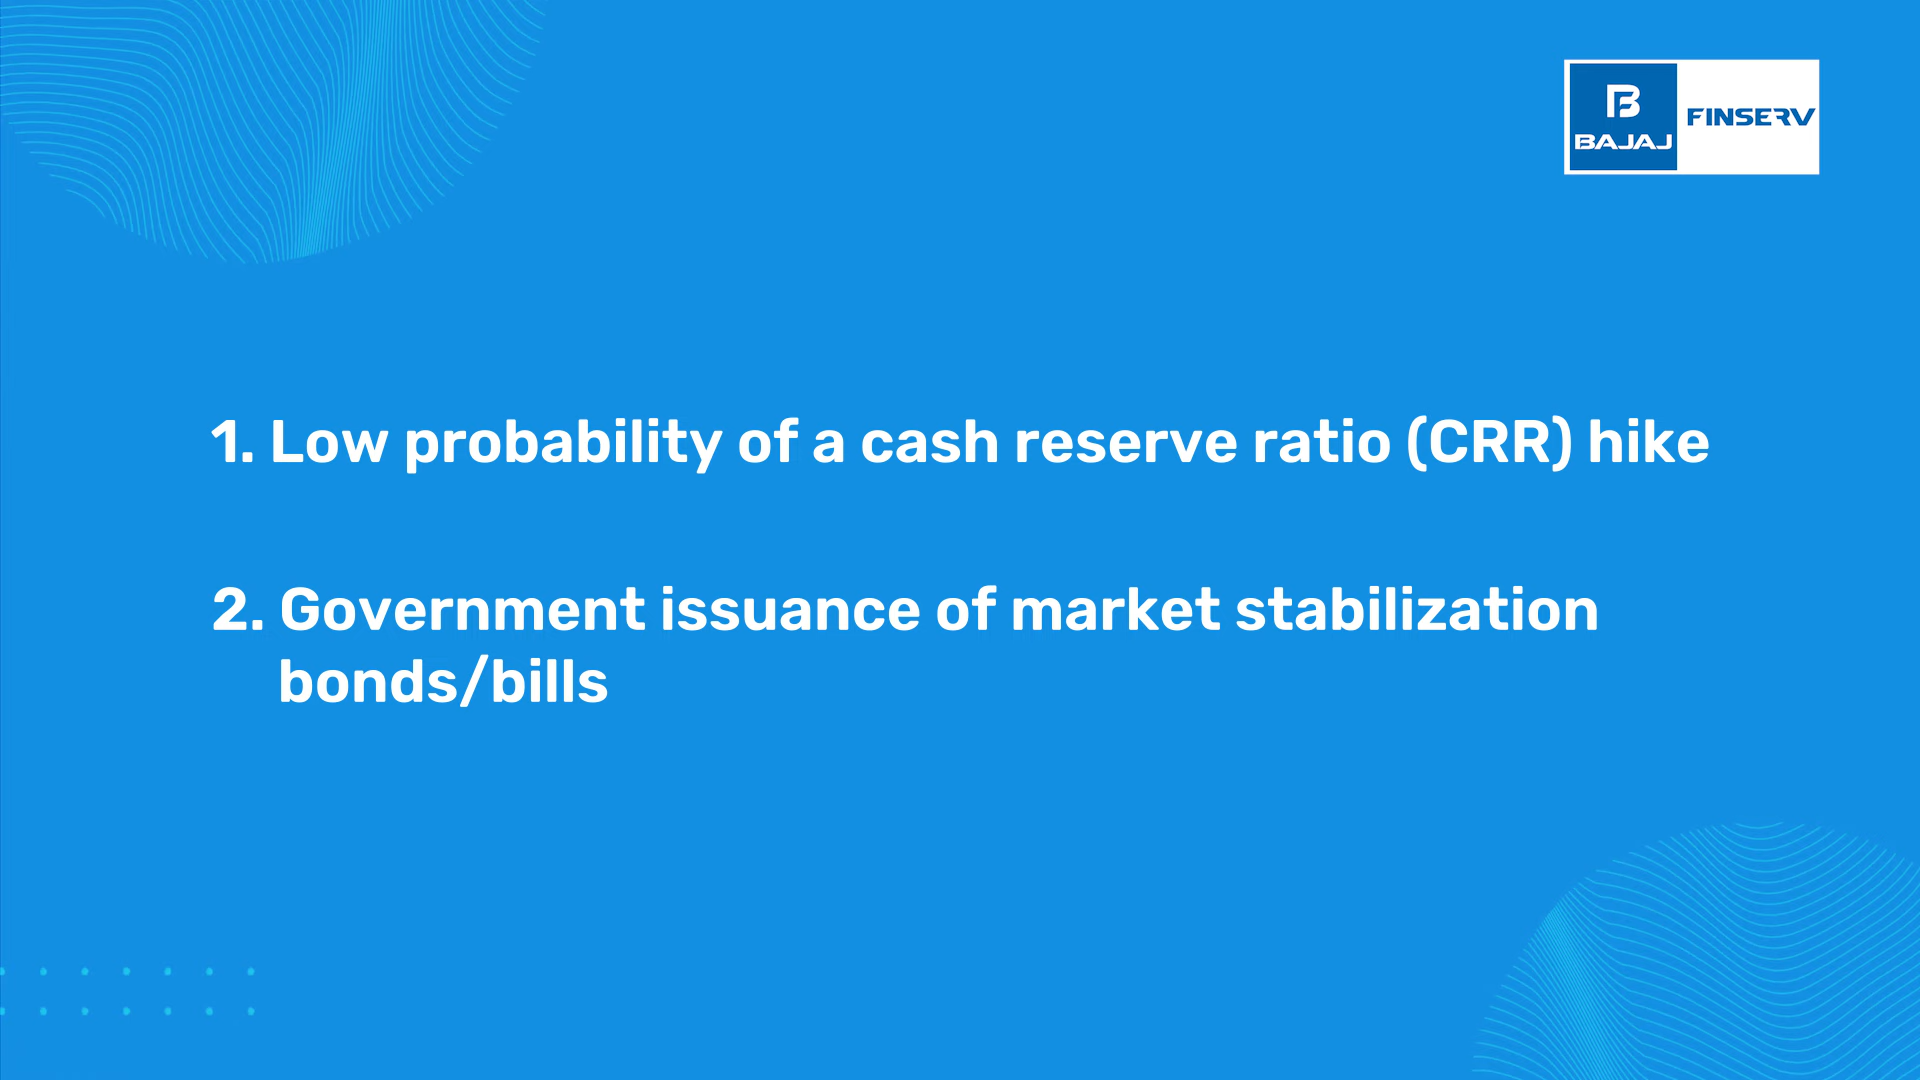 BAJAJ
FINSERV
1. Low probability of a cash reserve ratio (CRR) hike
2. Government issuance of market stabilization
bonds/bills